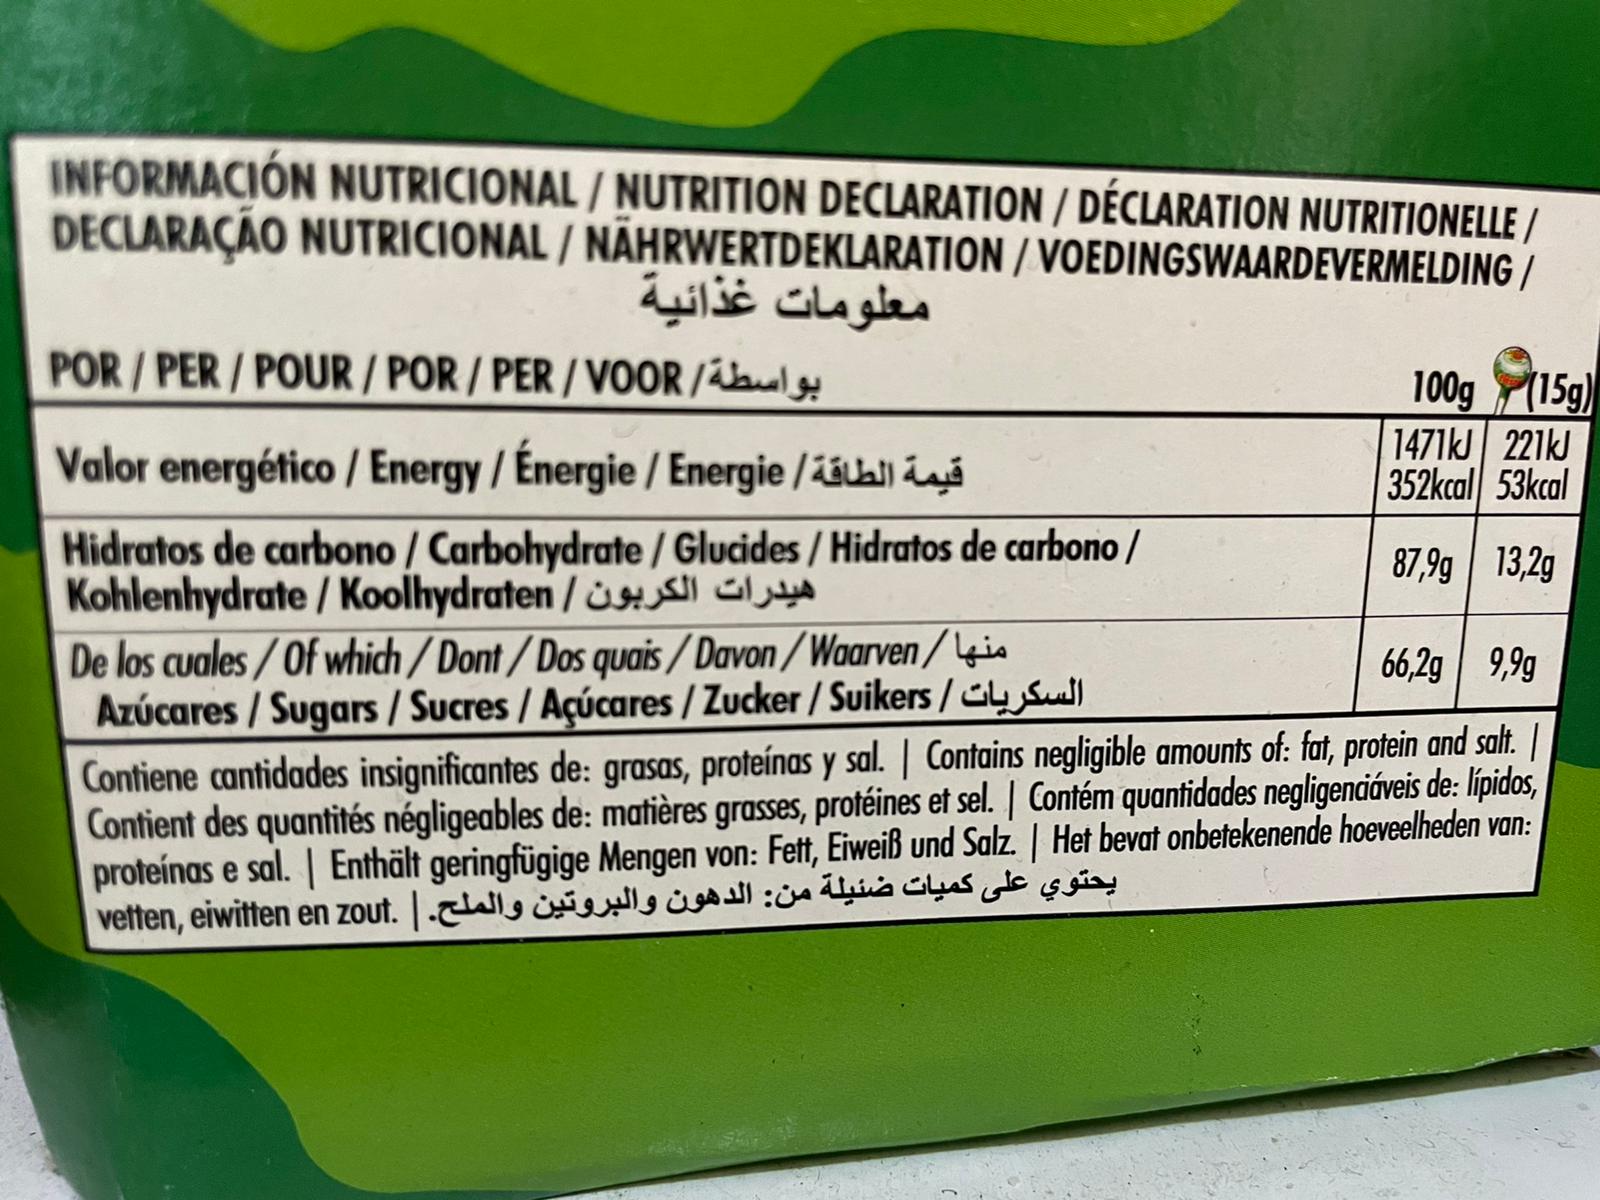 INFORMACIÓN NUTRICIONAL / NUTRITION DECLARATION / DÉCLARATION NUTRITIONELLE /
DECLARAÇÃO NUTRICIONAL / NÄHRWERTDEKLARATION / VOEDINGSWAARDEVERMELDING /
معلومات غذائية
POR / PER / POUR / POR / PER / VOOR / بواسطة 100g (15g)
Valor energético / Energy / Énergie / Energie / قيمة الطاقة 1471kJ 221kJ
352kcal 53kcal
Hidratos de carbono / Carbohydrate / Glucides / Hidratos de carbono /
Kohlenhydrate / Koolhydraten / هيدرات الكربون 87,9g 13,2g
De los cuales / Of which / Dont / Dos quais / Davon / Waarven / منها
Azúcares / Sugars / Sucres / Açúcares / Zucker / Suikers / السكريات 66,2g 9,9g
Contiene cantidades insignificantes de: grasas, proteínas y sal. | Contains negligible amounts of: fat, protein and salt. |
Contient des quantités négligeables de: matières grasses, protéines et sel. | Contém quantidades negligenciáveis de: lípidos,
proteínas e sal. | Enthält geringfügige Mengen von: Fett, Eiweiß und Salz. | Het bevat onbetekenende hoeveelheden van:
vetten, eiwitten en zout. | يحتوي على كميات ضئيلة من: الدهون والبروتين والملح.